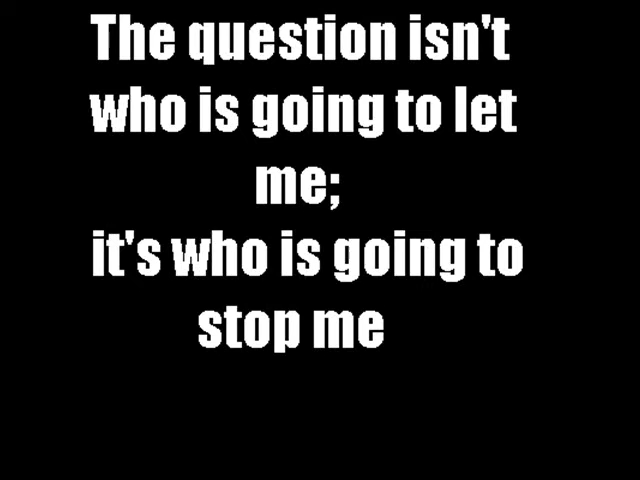 The question isn't
who is going to let
me;
it's who is going to
stop me